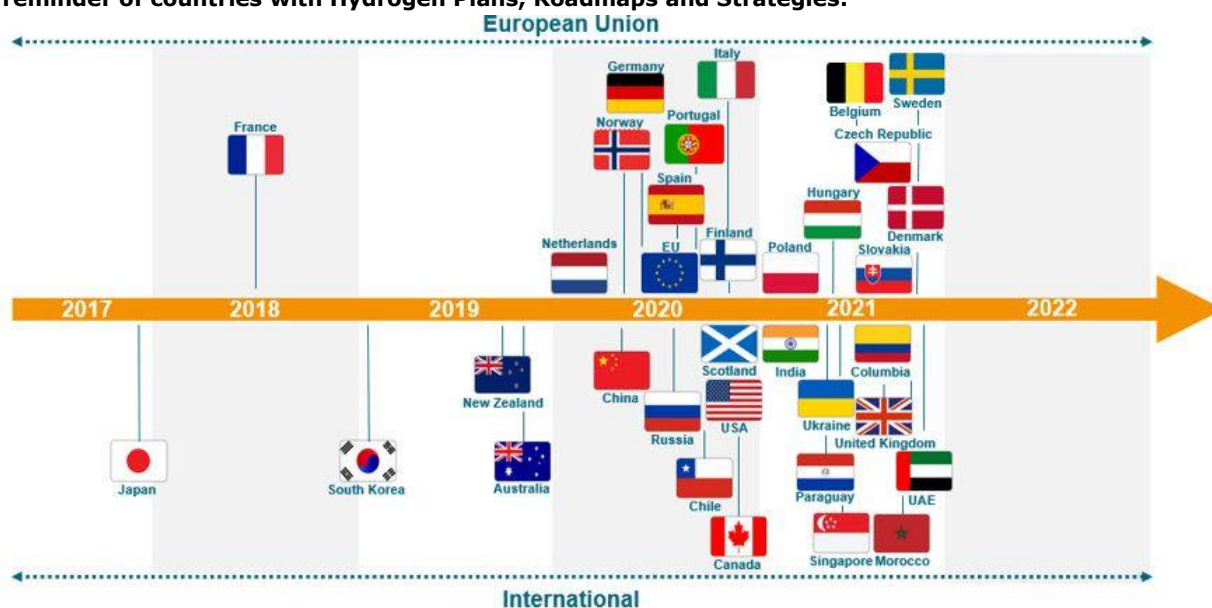 reminder of countries with Hydrogen Plans, Roadmaps and Strategies:
European Union
Germany
Italy
Sweden
Belgium
France
Norway
Portugal
Czech Republic
Spain
Hungary
Netherlands
EU
Finland
Poland
Slovakia
Denmark
2017
2018
2019
2020
2021
2022
New Zealand
China
Scotland
India
Columbia
Russia
USA
Ukraine
United Kingdom
Japan
South Korea
Australia
Chile
Paraguay
UAE
Canada
Singapore
Morocco
International